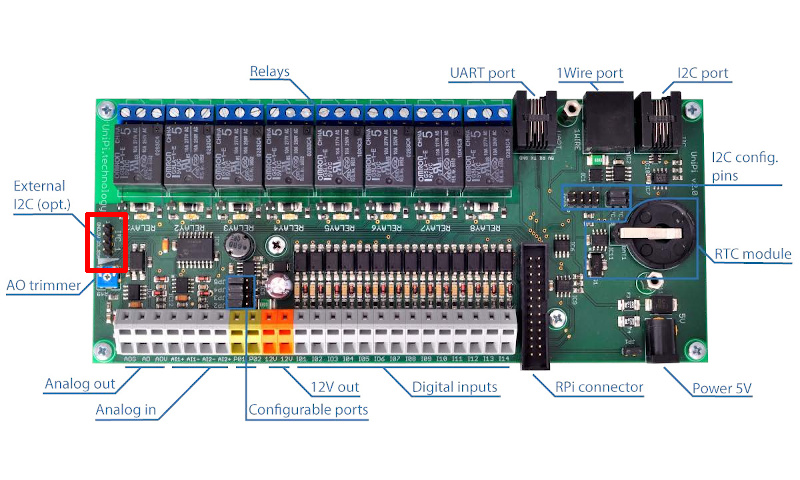 Relays
UART port
1Wire port
I2C port
I2C config.
pins
External
I2C (opt.)
AO trimmer
RTC module
UniPi.technology
UniPi v
1WIRE
RELAY2
RELAY3
RELAY4
RELAY5
RELAY6
RELAY7
RELAY8
5V
AOG AO AOV AI1- AI1+ AI2- AI2+ P01 P02 12V 12V I01 I02 I03 I04 I05 I06 I07 I08 I09 I10 I11 I12 I13 I14
Analog out
Analog in
Configurable ports
12V out
Digital inputs
RPi connector
Power 5V